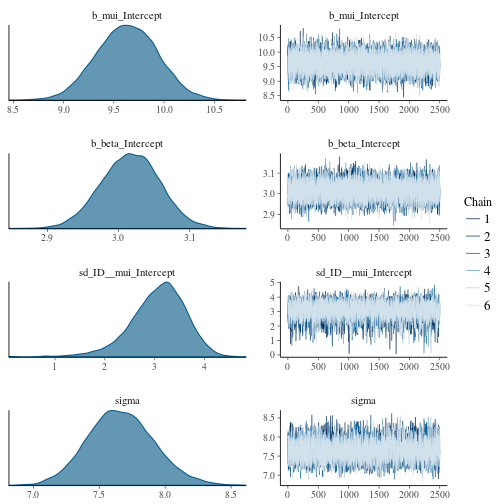 b_mui_Intercept
8.5 9.0 9.5 10.0 10.5
b_mui_Intercept
10.5
10.0
9.5
9.0
8.5
0 500 1000 1500 2000 2500
b_beta_Intercept
2.9 3.0 3.1
b_beta_Intercept
3.1
3.0
2.9
0 500 1000 1500 2000 2500
sd_ID__mui_Intercept
1 2 3 4
sd_ID__mui_Intercept
5
4
3
2
1
0
0 500 1000 1500 2000 2500
sigma
7.0 7.5 8.0 8.5
sigma
8.5
8.0
7.5
7.0
0 500 1000 1500 2000 2500
Chain
1
2
3
4
5
6